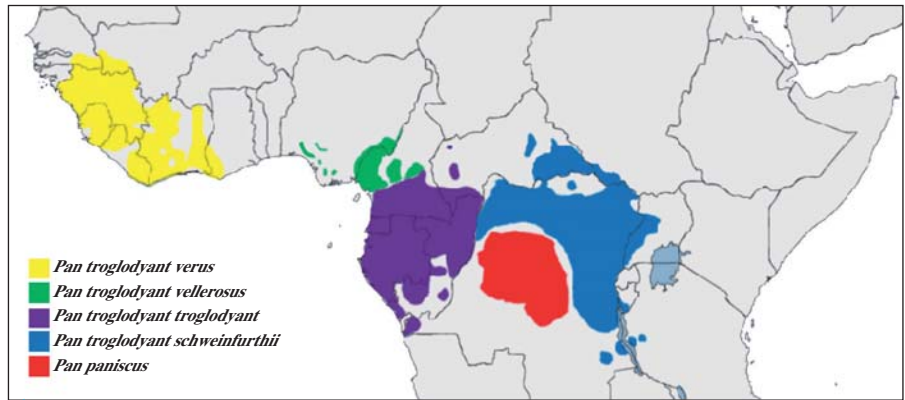 Pan troglodyant verus
Pan troglodyant vellerosus
Pan troglodyant troglodyant
Pan troglodyant schweinfurthii
Pan paniscus